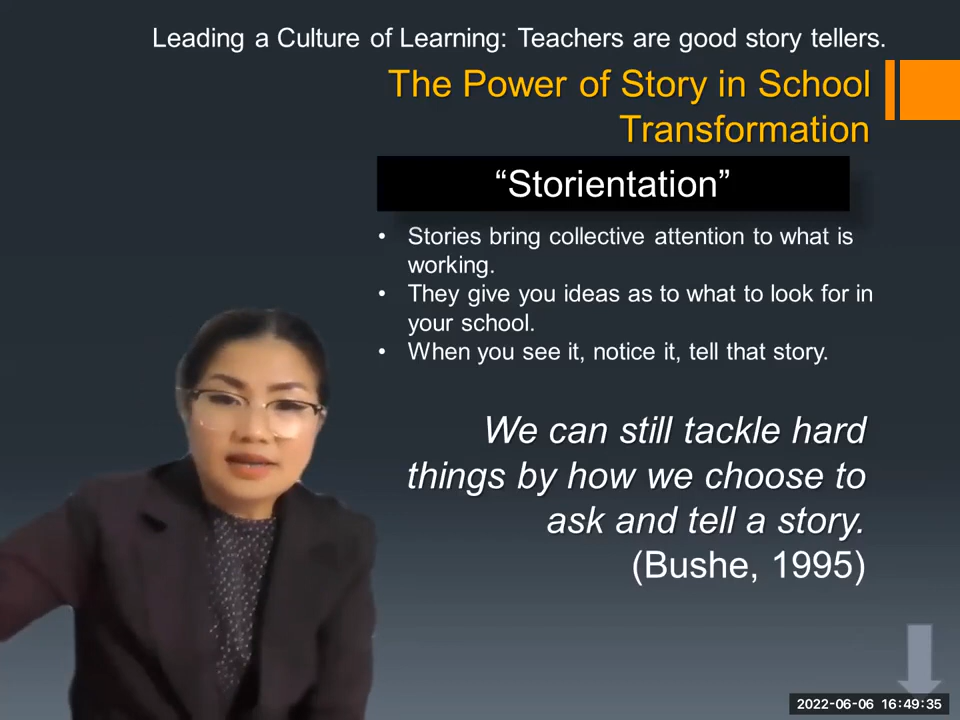 Leading a Culture of Learning: Teachers are good story tellers.
The Power of Story in School
Transformation
“Storientation”
• Stories bring collective attention to what is
working.
• They give you ideas as to what to look for in
your school.
• When you see it, notice it, tell that story.
We can still tackle hard
things by how we choose to
ask and tell a story.
(Bushe, 1995)
2022-06-06 16:49:35